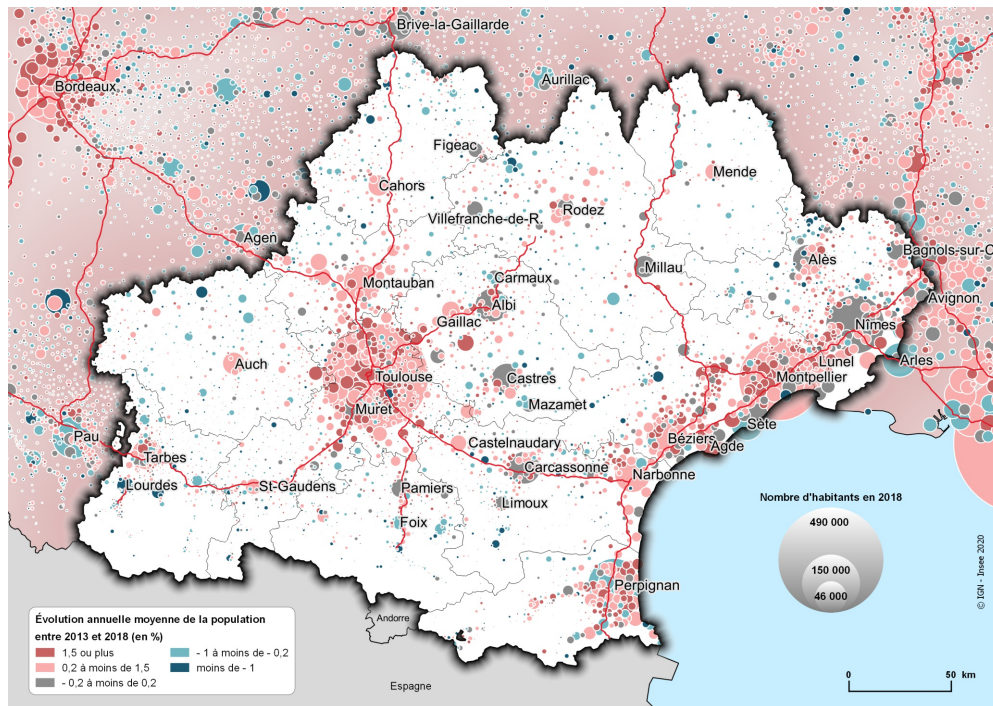 Brive-la-Gaillarde
Aurillac
Bordeaux
Figeac
Mende
Cahors
Villefranche-de-R.
Rodez
Agen
Bagnols-sur-C
Alès
Millau
Carmaux
Montauban
Avignon
Albi
Gaillac
Nîmes
Auch
Lunel
Arles
Toulouse
Castres
Montpellier
Mazamet
Muret
Sète
Pau
Béziers
Agde
Castelnaudary
Tarbes
Carcassonne
Narbonne
Lourdes
St-Gaudens
Pamiers
Limoux
Foix
Perpignan
Andorre
Espagne
Nombre d'habitants en 2018
490 000
150 000
46 000
© IGN - Insee 2020
Évolution annuelle moyenne de la population
entre 2013 et 2018 (en %)
1,5 ou plus
0,2 à moins de 1,5
- 0,2 à moins de 0,2
- 1 à moins de - 0,2
moins de - 1
0 50 km